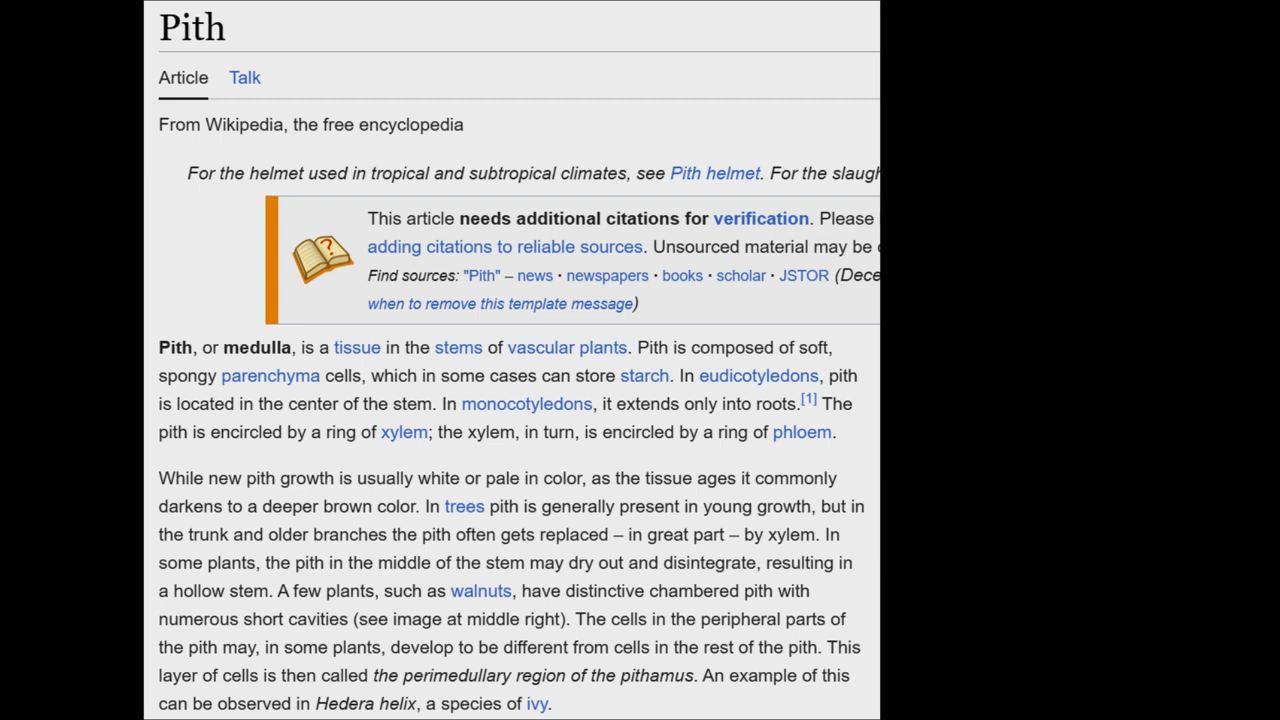 Pith
Article Talk
From Wikipedia, the free encyclopedia
For the helmet used in tropical and subtropical climates, see Pith helmet. For the
This article needs additional citations for verification. Please
adding citations to reliable sources. Unsourced material may be
Find sources: "Pith" – news · newspapers · books · scholar · JSTOR
when to remove this template message)
Pith, or medulla, is a tissue in the stems of vascular plants. Pith is composed of soft,
spongy parenchyma cells, which in some cases can store starch. In eudicotyledons, pith
is located in the center of the stem. In monocotyledons, it extends only into roots.[1] The
pith is encircled by a ring of xylem; the xylem, in turn, is encircled by a ring of phloem.
While new pith growth is usually white or pale in color, as the tissue ages it commonly
darkens to a deeper brown color. In trees pith is generally present in young growth, but in
the trunk and older branches the pith often gets replaced – in great part – by xylem. In
some plants, the pith in the middle of the stem may dry out and disintegrate, resulting in
a hollow stem. A few plants, such as walnuts, have distinctive chambered pith with
numerous short cavities (see image at middle right). The cells in the peripheral parts of
the pith may, in some plants, develop to be different from cells in the rest of the pith. This
layer of cells is then called the perimedullary region of the pithamus. An example of this
can be observed in Hedera helix, a species of ivy.